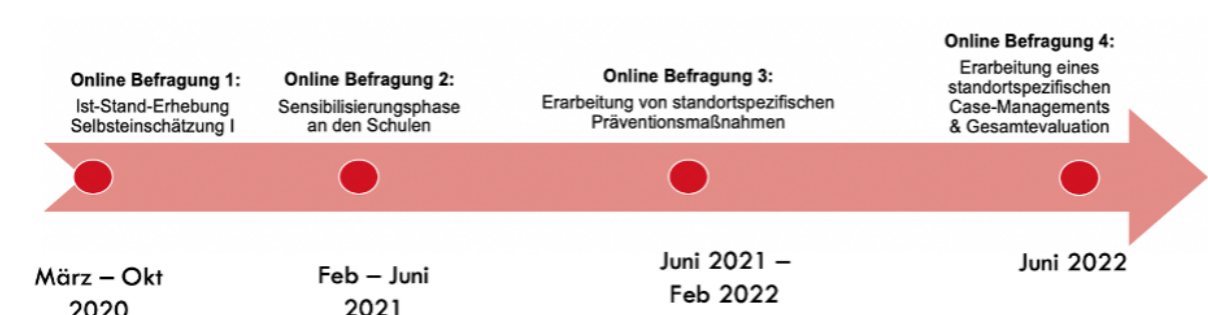 Online Befragung 1:
Ist-Stand-Erhebung
Selbsteinschätzung I
Online Befragung 2:
Sensibilisierungsphase
an den Schulen
Online Befragung 3:
Erarbeitung von standortspezifischen
Präventionsmaßnahmen
Online Befragung 4:
Erarbeitung eines
standortspezifischen
Case-Managements
& Gesamtevaluation
März – Okt
2020
Feb – Juni
2021
Juni 2021 –
Feb 2022
Juni 2022